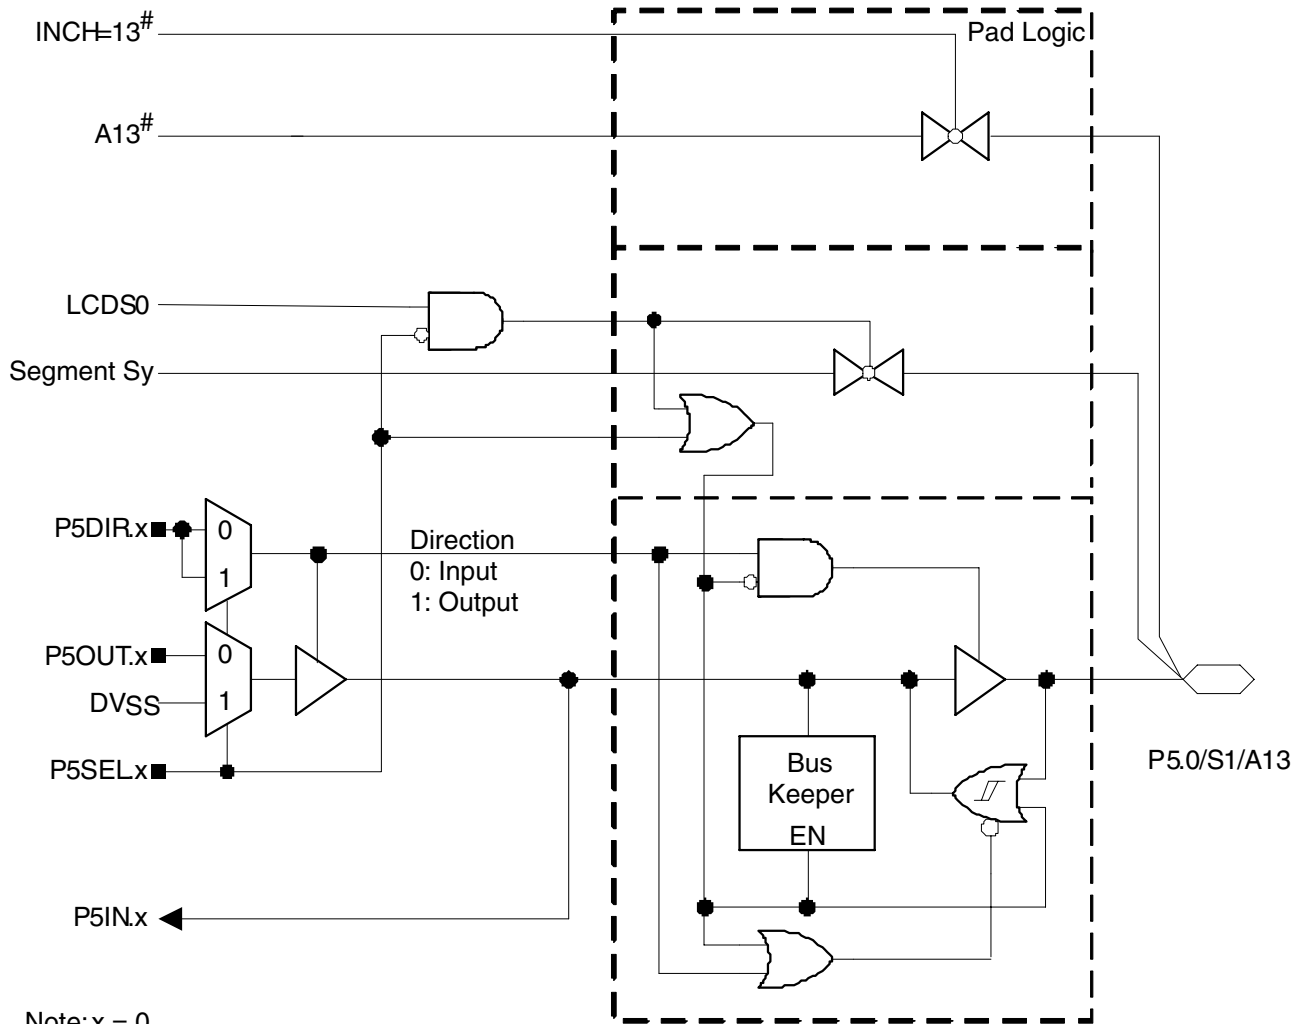 INCH=13#
Pad Logic
A13#
LCDS0
Segment Sy
P5DIR.x
0
1
Direction
0: Input
1: Output
P5OUT.x
0
DVSS
1
P5SEL.x
Bus
Keeper
EN
P5.0/S1/A13
P5IN.x
Note: x = 0